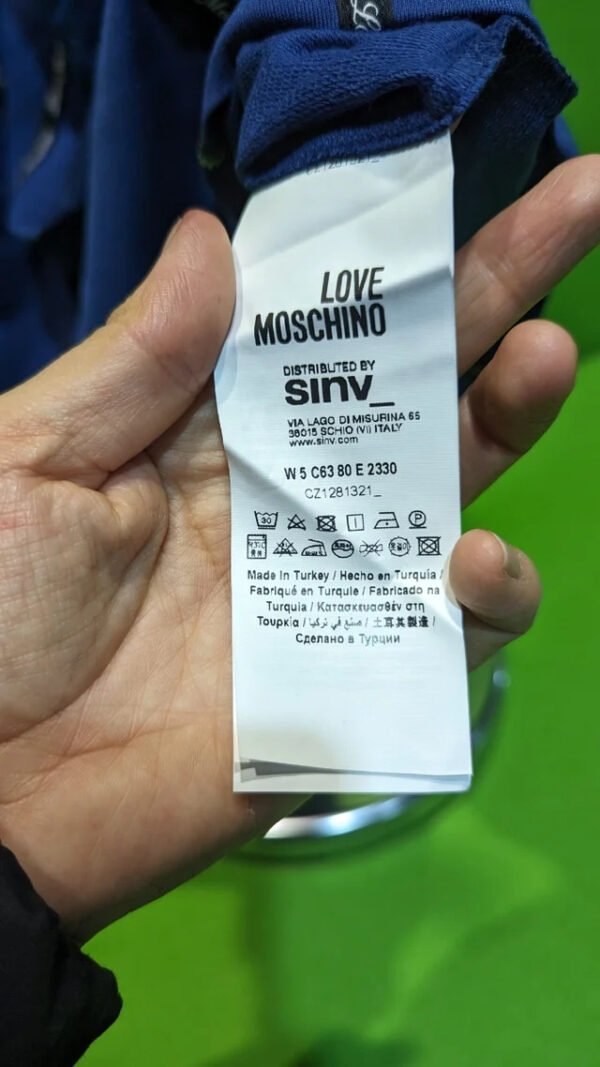 LOVE
MOSCHINO
DISTRIBUTED BY
sinv_
VIA LAGO DI MISURINA 65
36015 SCHIO (VI) ITALY
www.sinv.com
W 5 C63 80 E 2330
CZ1281321_
30
P
Made in Turkey / Hecho en Turquía /
Fabriqué en Turquie / Fabricado na
Turquia / Κατασκευασθέν στη
Τουρκία / صنع في تركيا / 土耳其製造 /
Сделано в Турции